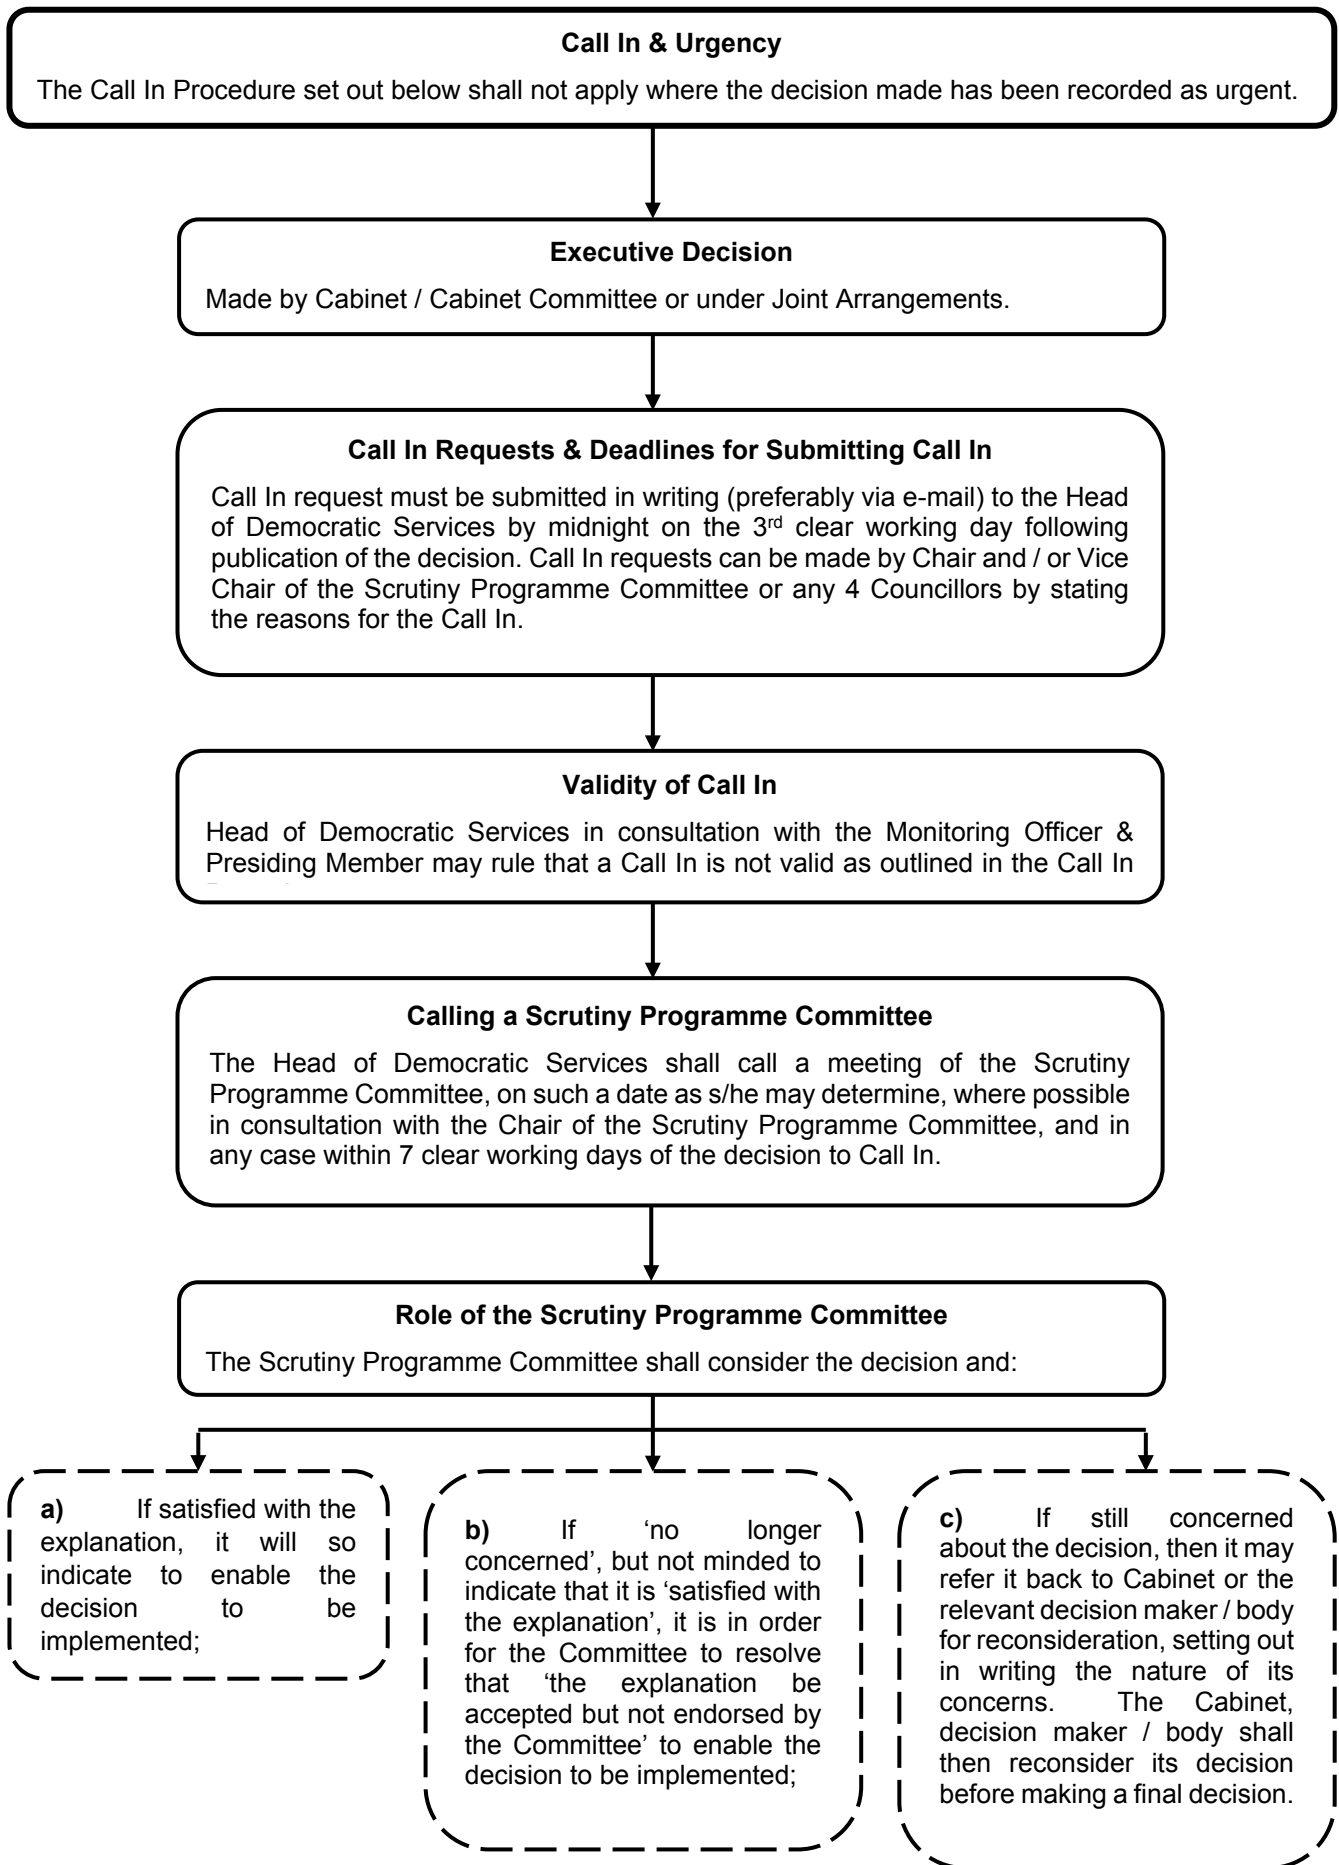 Call In & Urgency
The Call In Procedure set out below shall not apply where the decision made has been recorded as urgent.
Executive Decision
Made by Cabinet / Cabinet Committee or under Joint Arrangements.
Call In Requests & Deadlines for Submitting Call In
Call In request must be submitted in writing (preferably via e-mail) to the Head
of Democratic Services by midnight on the 3rd clear working day following
publication of the decision. Call In requests can be made by Chair and / or Vice
Chair of the Scrutiny Programme Committee or any 4 Councillors by stating
the reasons for the Call In.
Validity of Call In
Head of Democratic Services in consultation with the Monitoring Officer &
Presiding Member may rule that a Call In is not valid as outlined in the Call In
Calling a Scrutiny Programme Committee
The Head of Democratic Services shall call a meeting of the Scrutiny
Programme Committee, on such a date as s/he may determine, where possible
in consultation with the Chair of the Scrutiny Programme Committee, and in
any case within 7 clear working days of the decision to Call In.
Role of the Scrutiny Programme Committee
The Scrutiny Programme Committee shall consider the decision and:
a) If satisfied with the
explanation, it will so
indicate to enable the
decision to be
implemented;
b) If ‘no longer
concerned’, but not minded to
indicate that it is ‘satisfied with
the explanation’, it is in order
for the Committee to resolve
that ‘the explanation be
accepted but not endorsed by
the Committee’ to enable the
decision to be implemented;
c) If still concerned
about the decision, then it may
refer it back to Cabinet or the
relevant decision maker / body
for reconsideration, setting out
in writing the nature of its
concerns. The Cabinet,
decision maker / body shall
then reconsider its decision
before making a final decision.